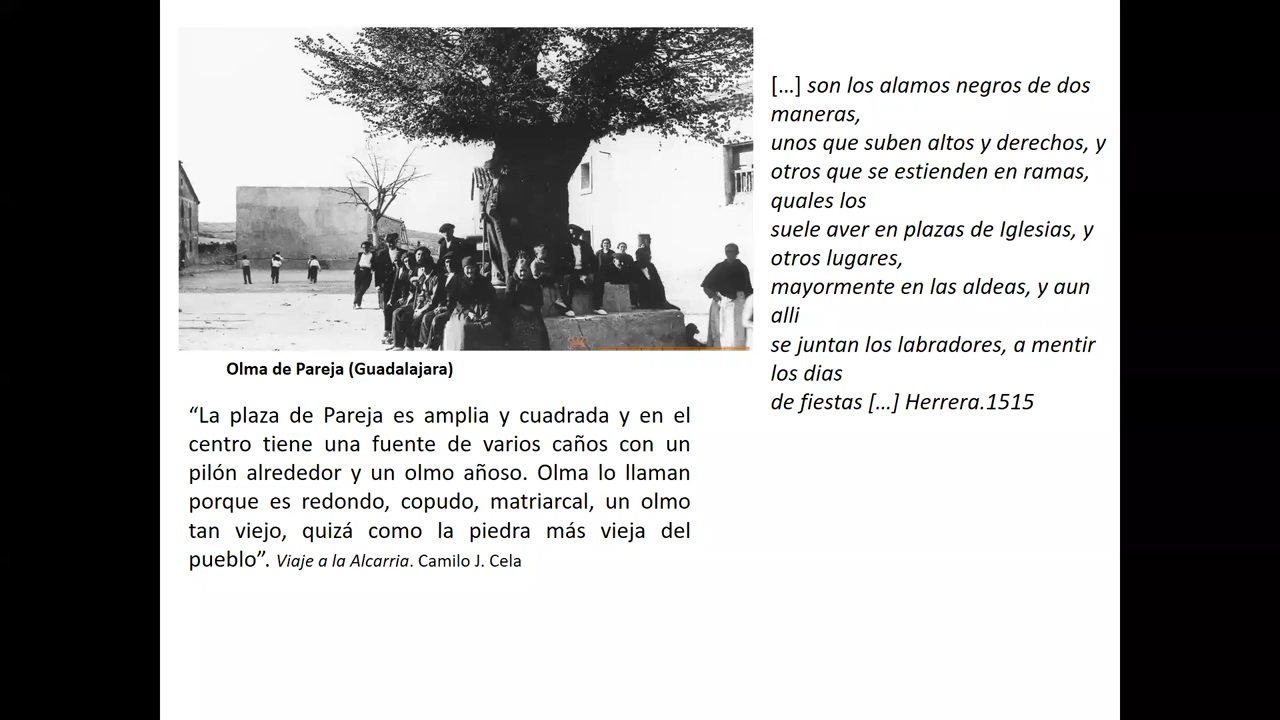 Olma de Pareja (Guadalajara)
“La plaza de Pareja es amplia y cuadrada y en el
centro tiene una fuente de varios caños con un
pilón alrededor y un olmo añoso. Olma lo llaman
porque es redondo, copudo, matriarcal, un olmo
tan viejo, quizá como la piedra más vieja del
pueblo”. Viaje a la Alcarria. Camilo J. Cela
[…] son los alamos negros de dos
maneras,
unos que suben altos y derechos, y
otros que se estienden en ramas,
quales los
suele aver en plazas de Iglesias, y
otros lugares,
mayormente en las aldeas, y aun
alli
se juntan los labradores, a mentir
los dias
de fiestas […] Herrera.1515